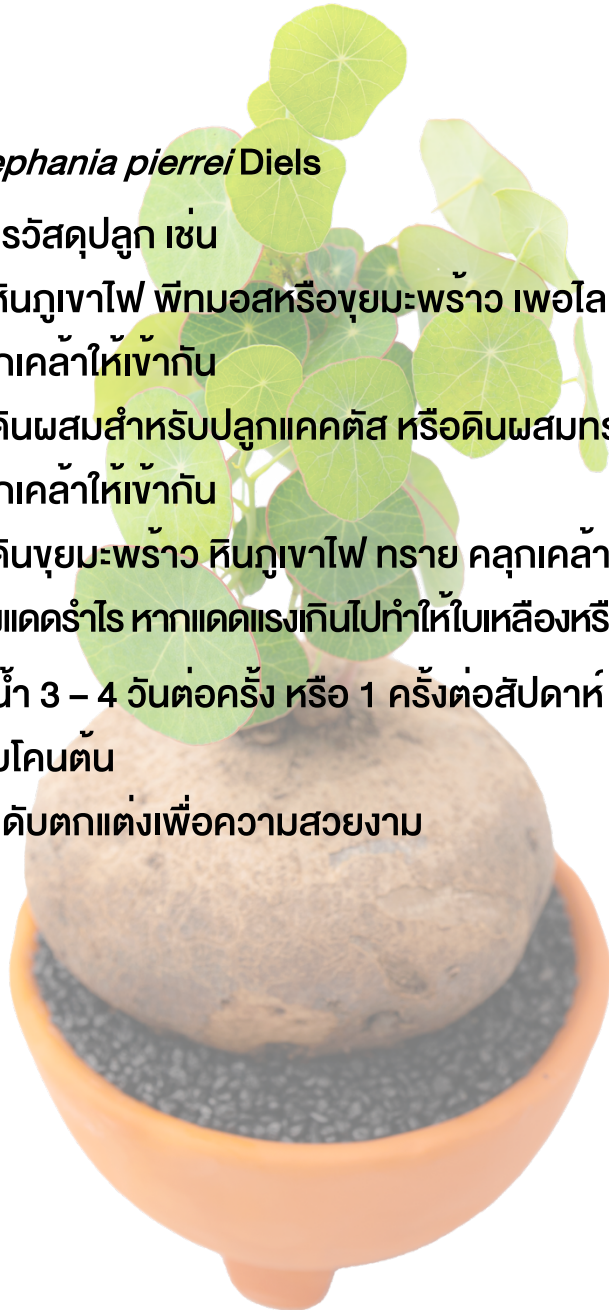 ephania pierrei Diels
รวัสดุปลูก เช่น
หินภูเขาไฟ พีทมอสหรือขุยมะพร้าว เพอไล
กเคล้าให้เข้ากัน
ดินผสมสำหรับปลูกแคคตัส หรือดินผสมทร
กเคล้าให้เข้ากัน
ดินขุยมะพร้าว หินภูเขาไฟ ทราย คลุกเคล้า
แดดรำไร หากแดดแรงเกินไปทำให้ใบเหลืองหรื
น้ำ 3 – 4 วันต่อครั้ง หรือ 1 ครั้งต่อสัปดาห์
บโคนต้น
ดับตกแต่งเพื่อความสวยงาม